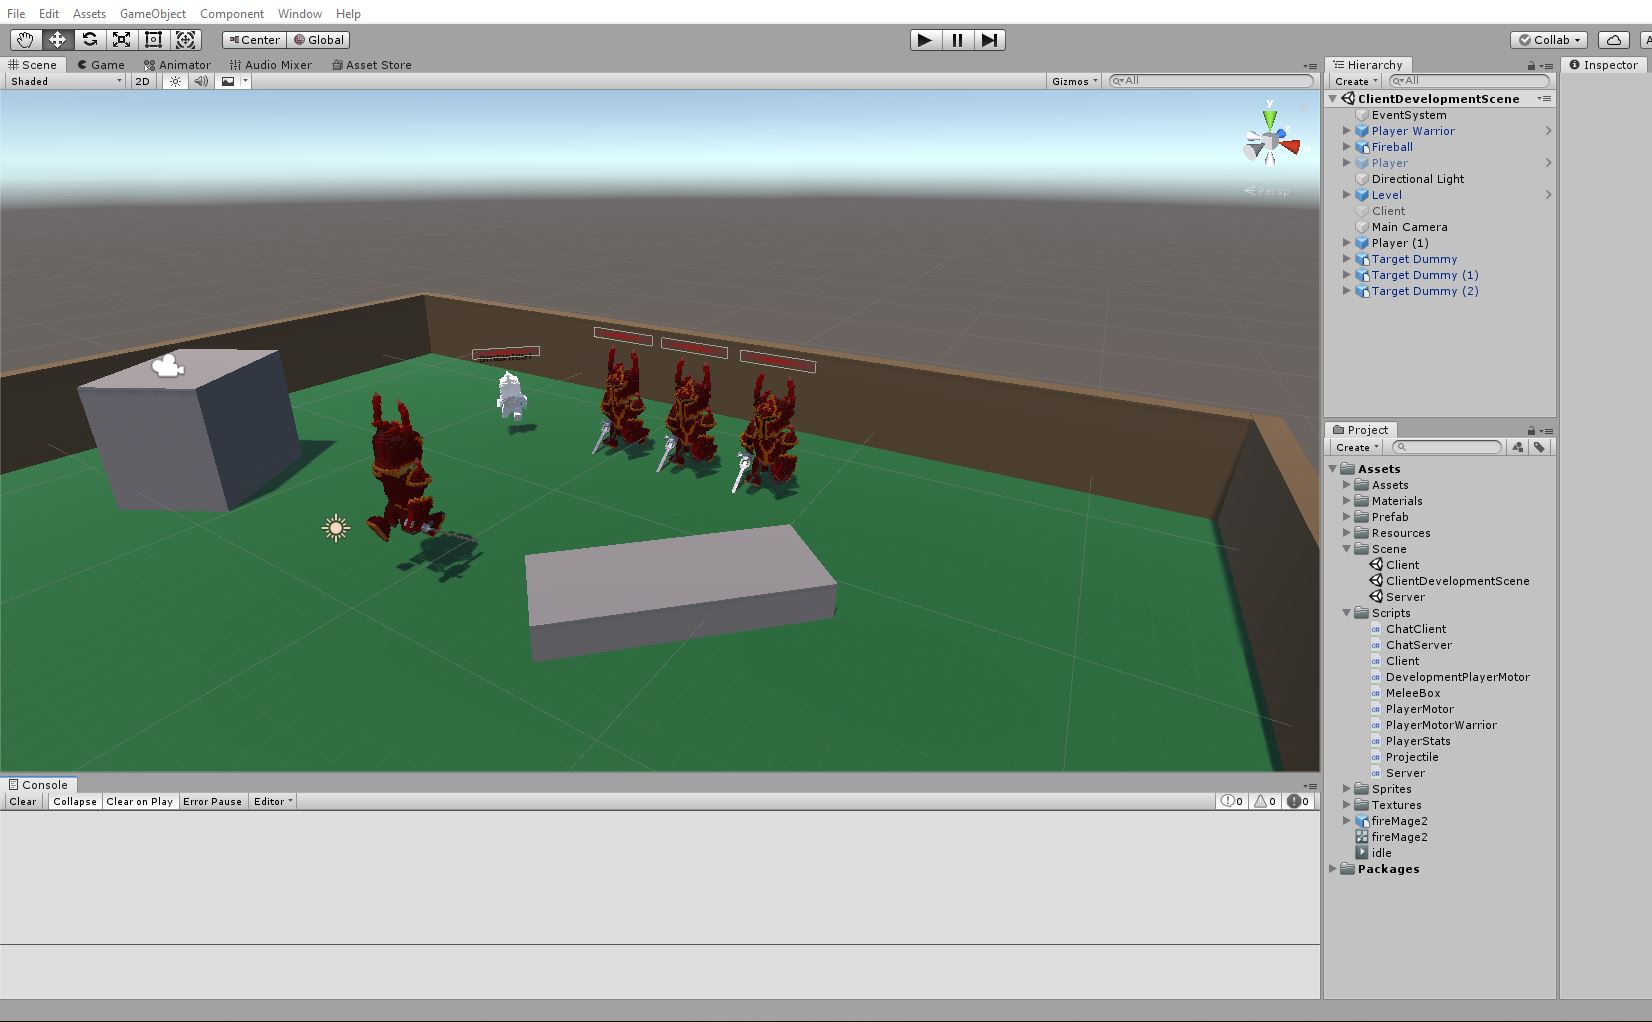 File Edit Assets GameObject Component Window Help
Center Global
Collab
Scene Game Animator Audio Mixer Asset Store
Shaded 2D Gizmos All
y
x
Persp
Hierarchy
Create All
ClientDevelopmentScene
EventSystem
Player Warrior
Fireball
Player
Directional Light
Level
Client
Main Camera
Player (1)
Target Dummy
Target Dummy (1)
Target Dummy (2)
Inspector
Project
Create
Assets
Assets
Materials
Prefab
Resources
Scene
Client
ClientDevelopmentScene
Server
Scripts
ChatClient
ChatServer
Client
DevelopmentPlayerMotor
MeleeBox
PlayerMotor
PlayerMotorWarrior
PlayerStats
Projectile
Server
Sprites
Textures
fireMage2
fireMage2
idle
Packages
Console
Clear Collapse Clear on Play Error Pause Editor 0 0 0